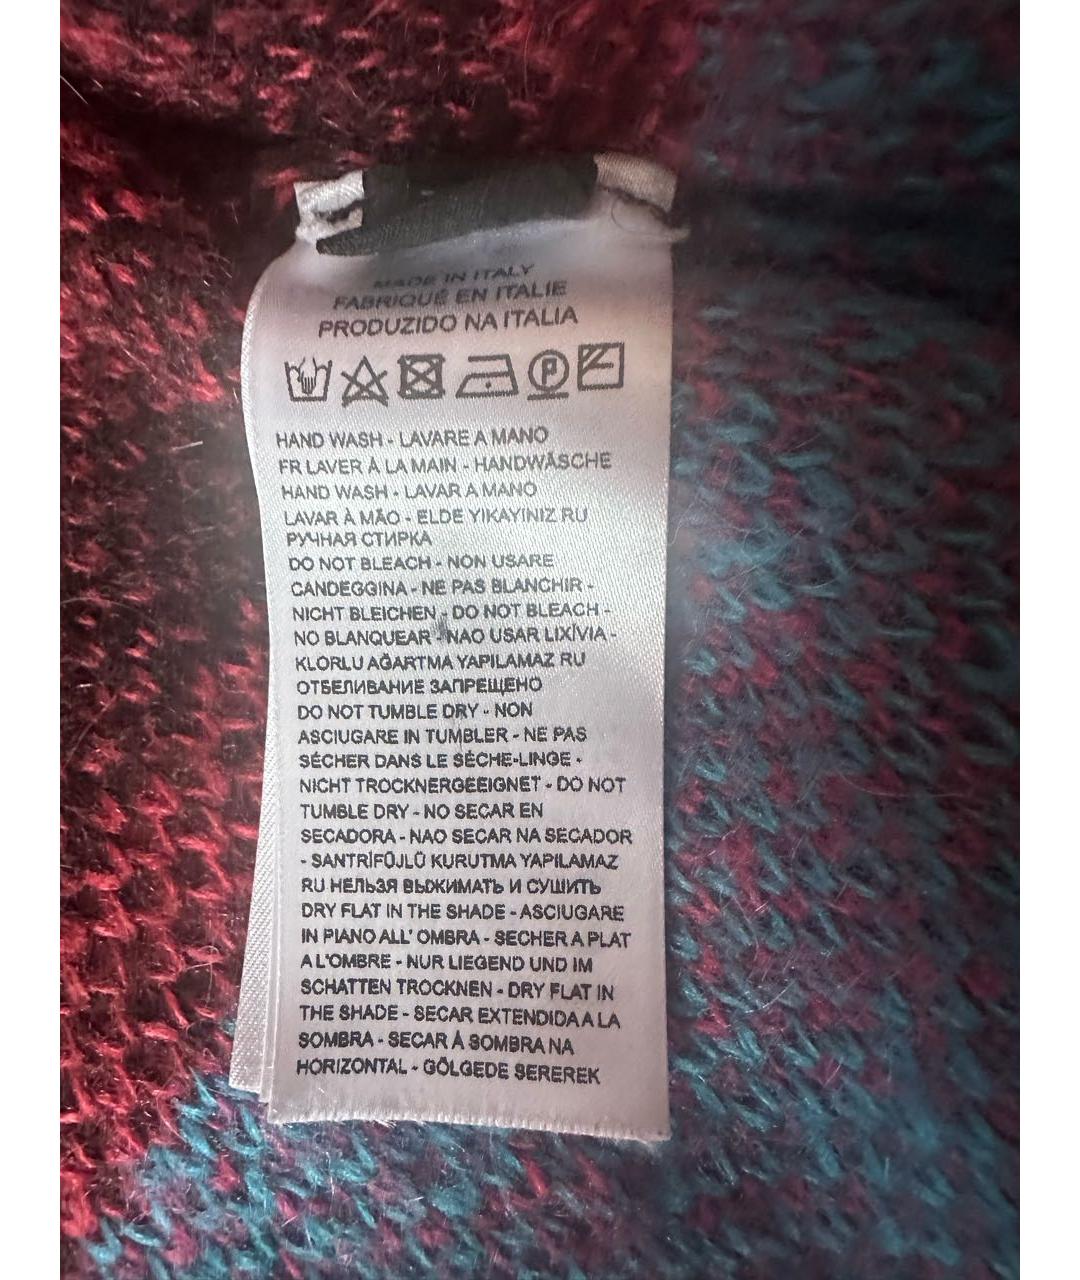 MADE IN ITALY
FABRIQUÉ EN ITALIE
PRODUZIDO NA ITALIA
P
HAND WASH - LAVARE A MANO
FR LAVER À LA MAIN - HANDWÄSCHE
HAND WASH - LAVAR A MANO
LAVAR À MÃO - ELDE YIKAYINIZ RU
РУЧНАЯ СТИРКА
DO NOT BLEACH - NON USARE
CANDEGGINA - NE PAS BLANCHIR -
NICHT BLEICHEN - DO NOT BLEACH -
NO BLANQUEAR - NAO USAR LIXÍVIA -
KLORLU AĞARTMA YAPILAMAZ RU
ОТБЕЛИВАНИЕ ЗАПРЕЩЕНО
DO NOT TUMBLE DRY - NON
ASCIUGARE IN TUMBLER - NE PAS
SÉCHER DANS LE SÈCHE-LINGE -
NICHT TROCKNERGEEIGNET - DO NOT
TUMBLE DRY - NO SECAR EN
SECADORA - NAO SECAR NA SECADOR
- SANTRİFÜJLÜ KURUTMA YAPILAMAZ
RU НЕЛЬЗЯ ВЫЖИМАТЬ И СУШИТЬ
DRY FLAT IN THE SHADE - ASCIUGARE
IN PIANO ALL' OMBRA - SECHER A PLAT
A L'OMBRE - NUR LIEGEND UND IM
SCHATTEN TROCKNEN - DRY FLAT IN
THE SHADE - SECAR EXTENDIDA A LA
SOMBRA - SECAR À SOMBRA NA
HORIZONTAL - GÖLGEDE SEREREK